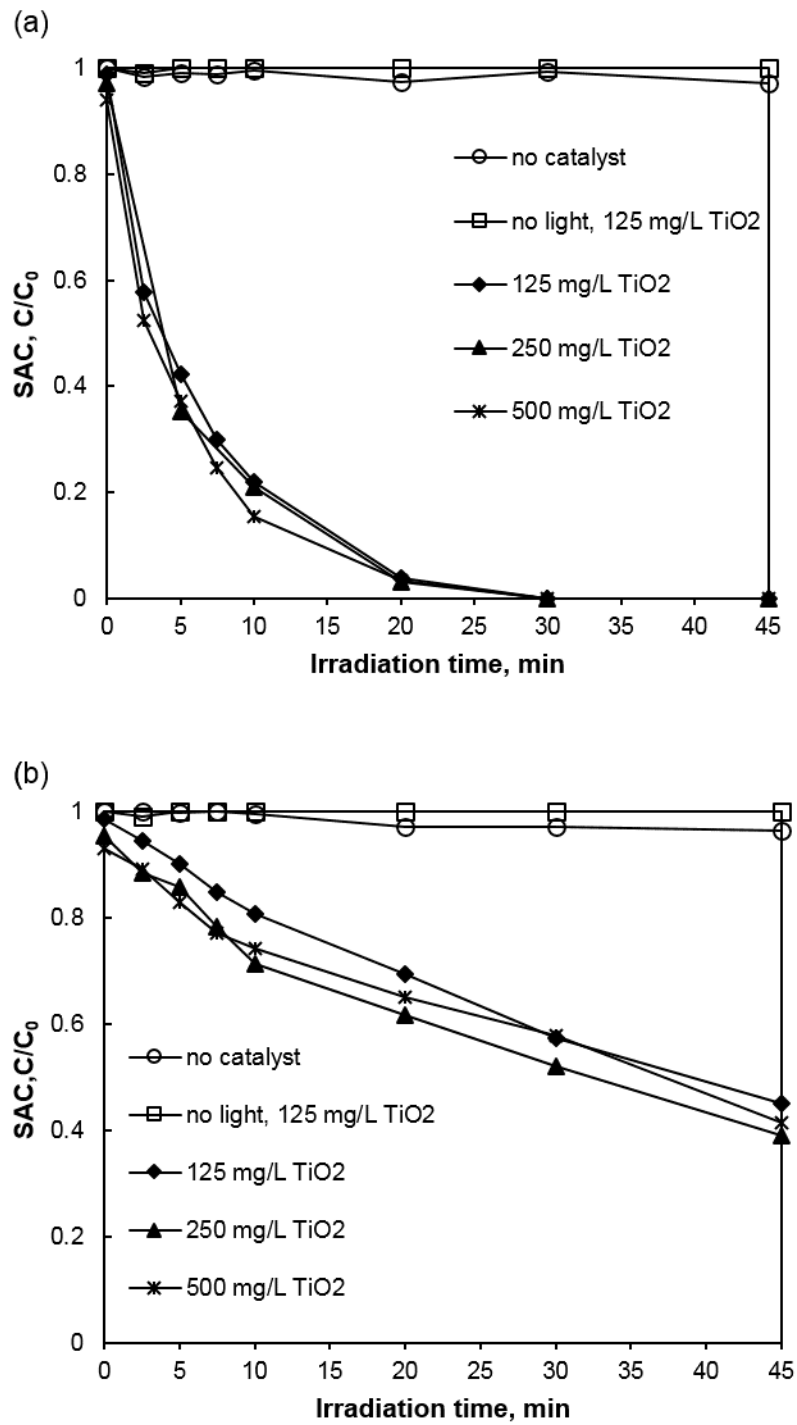 (a)
1
0.8
0.6
0.4
0.2
0
SAC, C/C0
no catalyst
no light, 125 mg/L TiO2
125 mg/L TiO2
250 mg/L TiO2
500 mg/L TiO2
0 5 10 15 20 25 30 35 40 45
Irradiation time, min
(b)
1
0.8
0.6
0.4
0.2
0
SAC,C/C0
no catalyst
no light, 125 mg/L TiO2
125 mg/L TiO2
250 mg/L TiO2
500 mg/L TiO2
0 5 10 15 20 25 30 35 40 45
Irradiation time, min